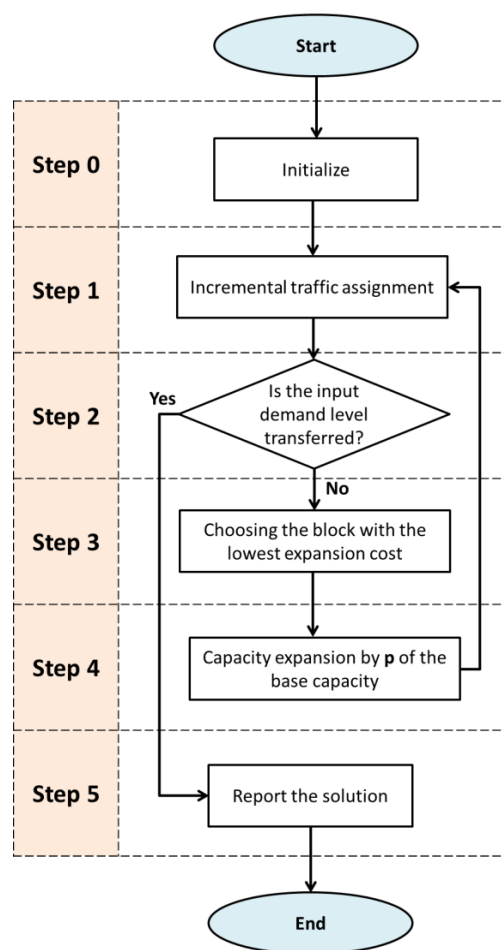 Start
Step 0
Initialize
Step 1
Incremental traffic assignment
Step 2
Yes
Is the input
demand level
transferred?
No
Step 3
Choosing the block with the
lowest expansion cost
Step 4
Capacity expansion by p of the
base capacity
Step 5
Report the solution
End